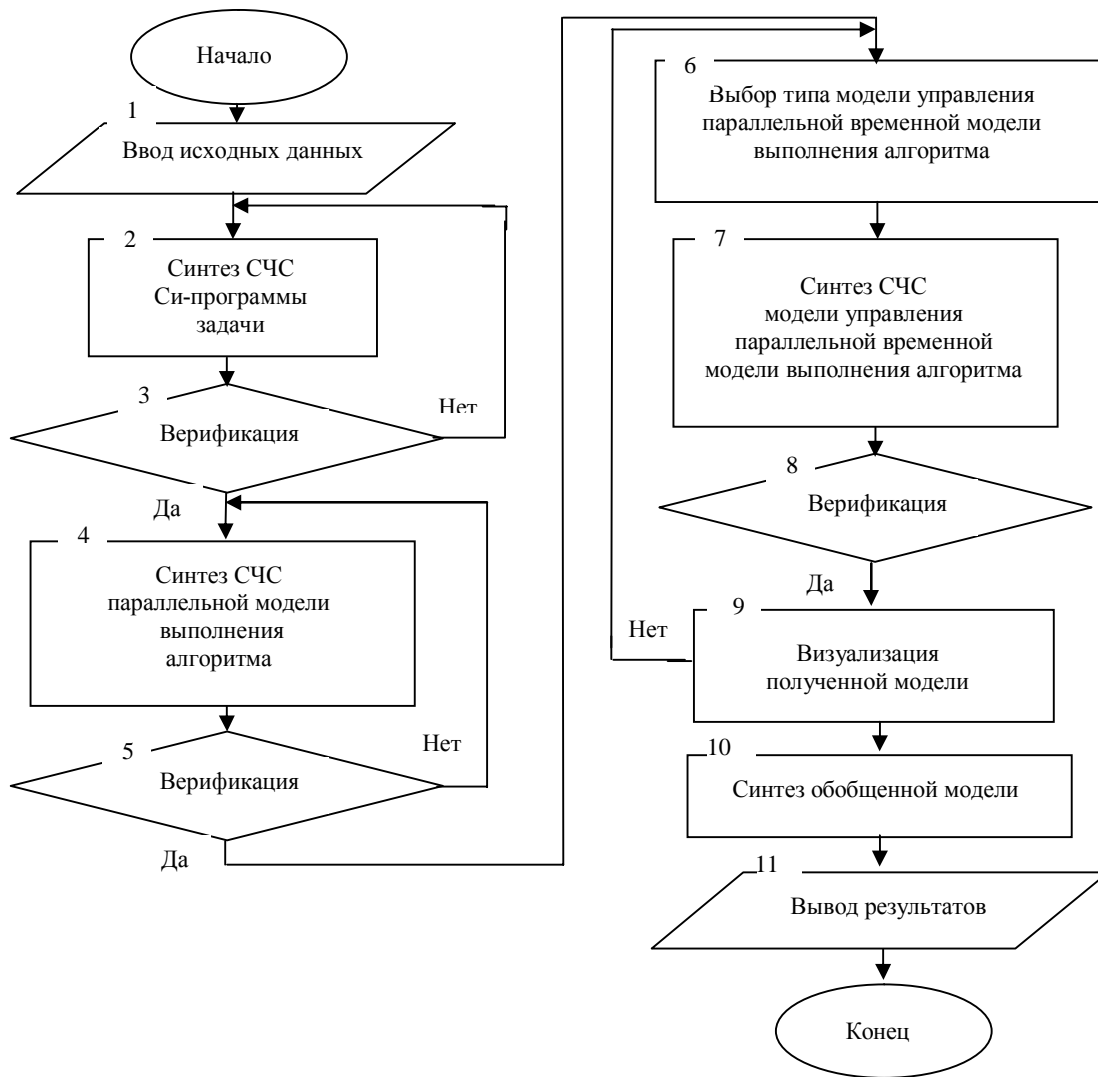 Начало
1
Ввод исходных данных
2
Синтез СЧС
Си-программы
задачи
3
Верификация
Нет
Да
4
Синтез СЧС
параллельной модели
выполнения
алгоритма
5
Верификация
Нет
Да
6
Выбор типа модели управления
параллельной временной модели
выполнения алгоритма
7
Синтез СЧС
модели управления
параллельной временной
модели выполнения алгоритма
8
Верификация
Да
Нет
9
Визуализация
полученной модели
10
Синтез обобщенной модели
11
Вывод результатов
Конец